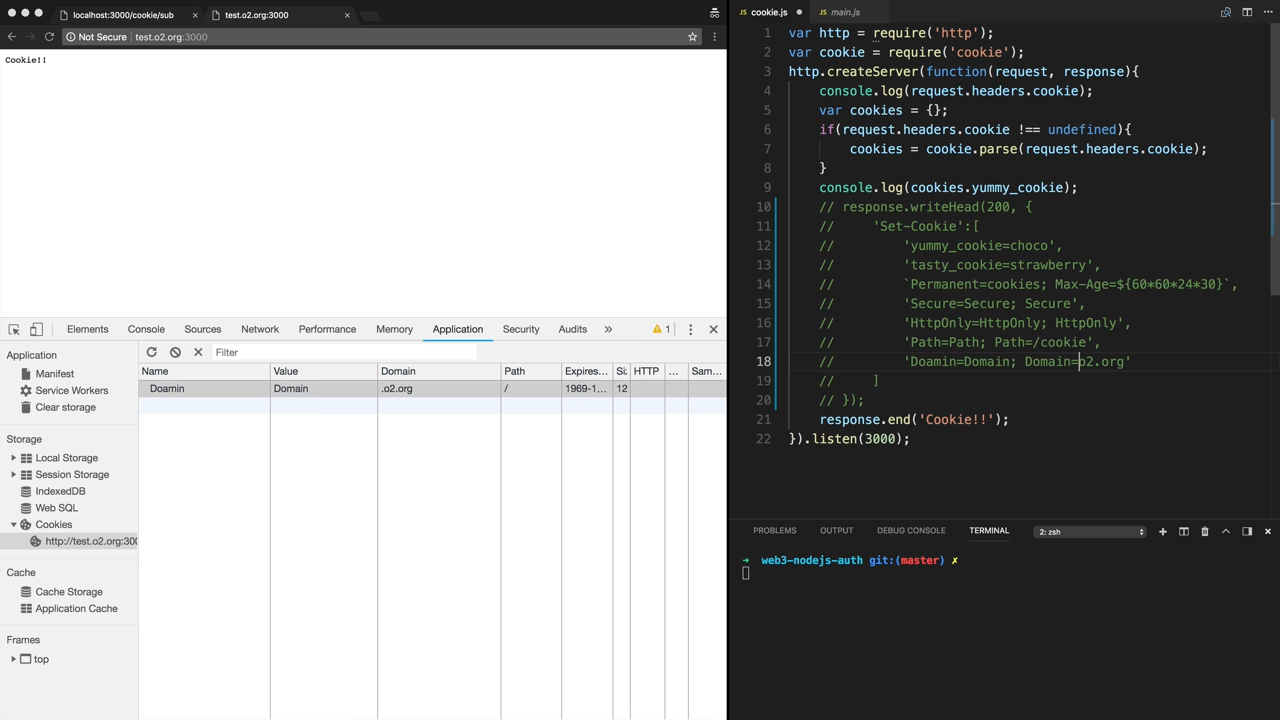 localhost:3000/cookie/sub ×
test.o2.org:3000 ×
Not Secure | test.o2.org:3000
Cookie!!
Elements Console Sources Network Performance Memory Application Security Audits » 1
Application
Manifest
Service Workers
Clear storage
Storage
Local Storage
Session Storage
IndexedDB
Web SQL
Cookies
http://test.o2.org:300
Cache
Cache Storage
Application Cache
Frames
top
Filter
Name Value Domain Path Expires... Si HTTP ... Sam...
Doamin Domain .o2.org / 1969-1... 12
JS cookie.js ●
JS main.js
1 var http = require('http');
2 var cookie = require('cookie');
3 http.createServer(function(request, response){
4 console.log(request.headers.cookie);
5 var cookies = {};
6 if(request.headers.cookie !== undefined){
7 cookies = cookie.parse(request.headers.cookie);
8 }
9 console.log(cookies.yummy_cookie);
10 // response.writeHead(200, {
11 // 'Set-Cookie':[
12 // 'yummy_cookie=choco',
13 // 'tasty_cookie=strawberry',
14 // `Permanent=cookies; Max-Age=${60*60*24*30}`,
15 // 'Secure=Secure; Secure',
16 // 'HttpOnly=HttpOnly; HttpOnly',
17 // 'Path=Path; Path=/cookie',
18 // 'Doamin=Domain; Domain=o2.org'
19 // ]
20 // });
21 response.end('Cookie!!');
22 }).listen(3000);
PROBLEMS OUTPUT DEBUG CONSOLE TERMINAL 2: zsh
→ web3-nodejs-auth git:(master) ✗